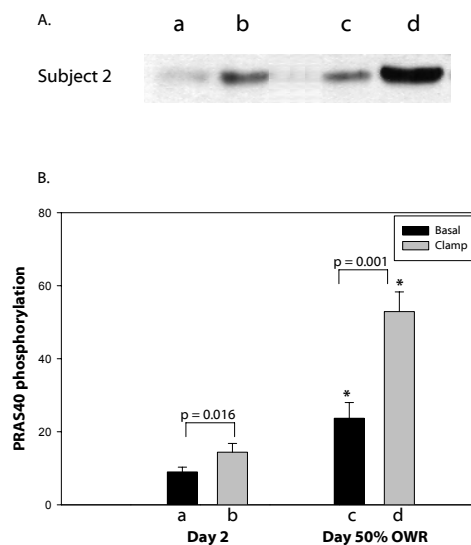 A.
a b c d
Subject 2
B.
PRAS40 phosphorylation
80
60
40
20
0
Basal
Clamp
p = 0.001
*
*
p = 0.016
a b c d
Day 2 Day 50% OWR